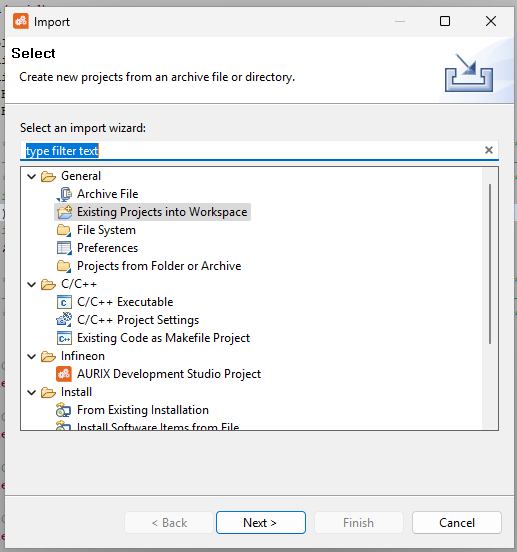 Import
Select
Create new projects from an archive file or directory.
Select an import wizard:
type filter text
General
Archive File
Existing Projects into Workspace
File System
Preferences
Projects from Folder or Archive
C/C++
C/C++ Executable
C/C++ Project Settings
Existing Code as Makefile Project
Infineon
AURIX Development Studio Project
Install
From Existing Installation
Install Software Items from File
< Back
Next >
Finish
Cancel